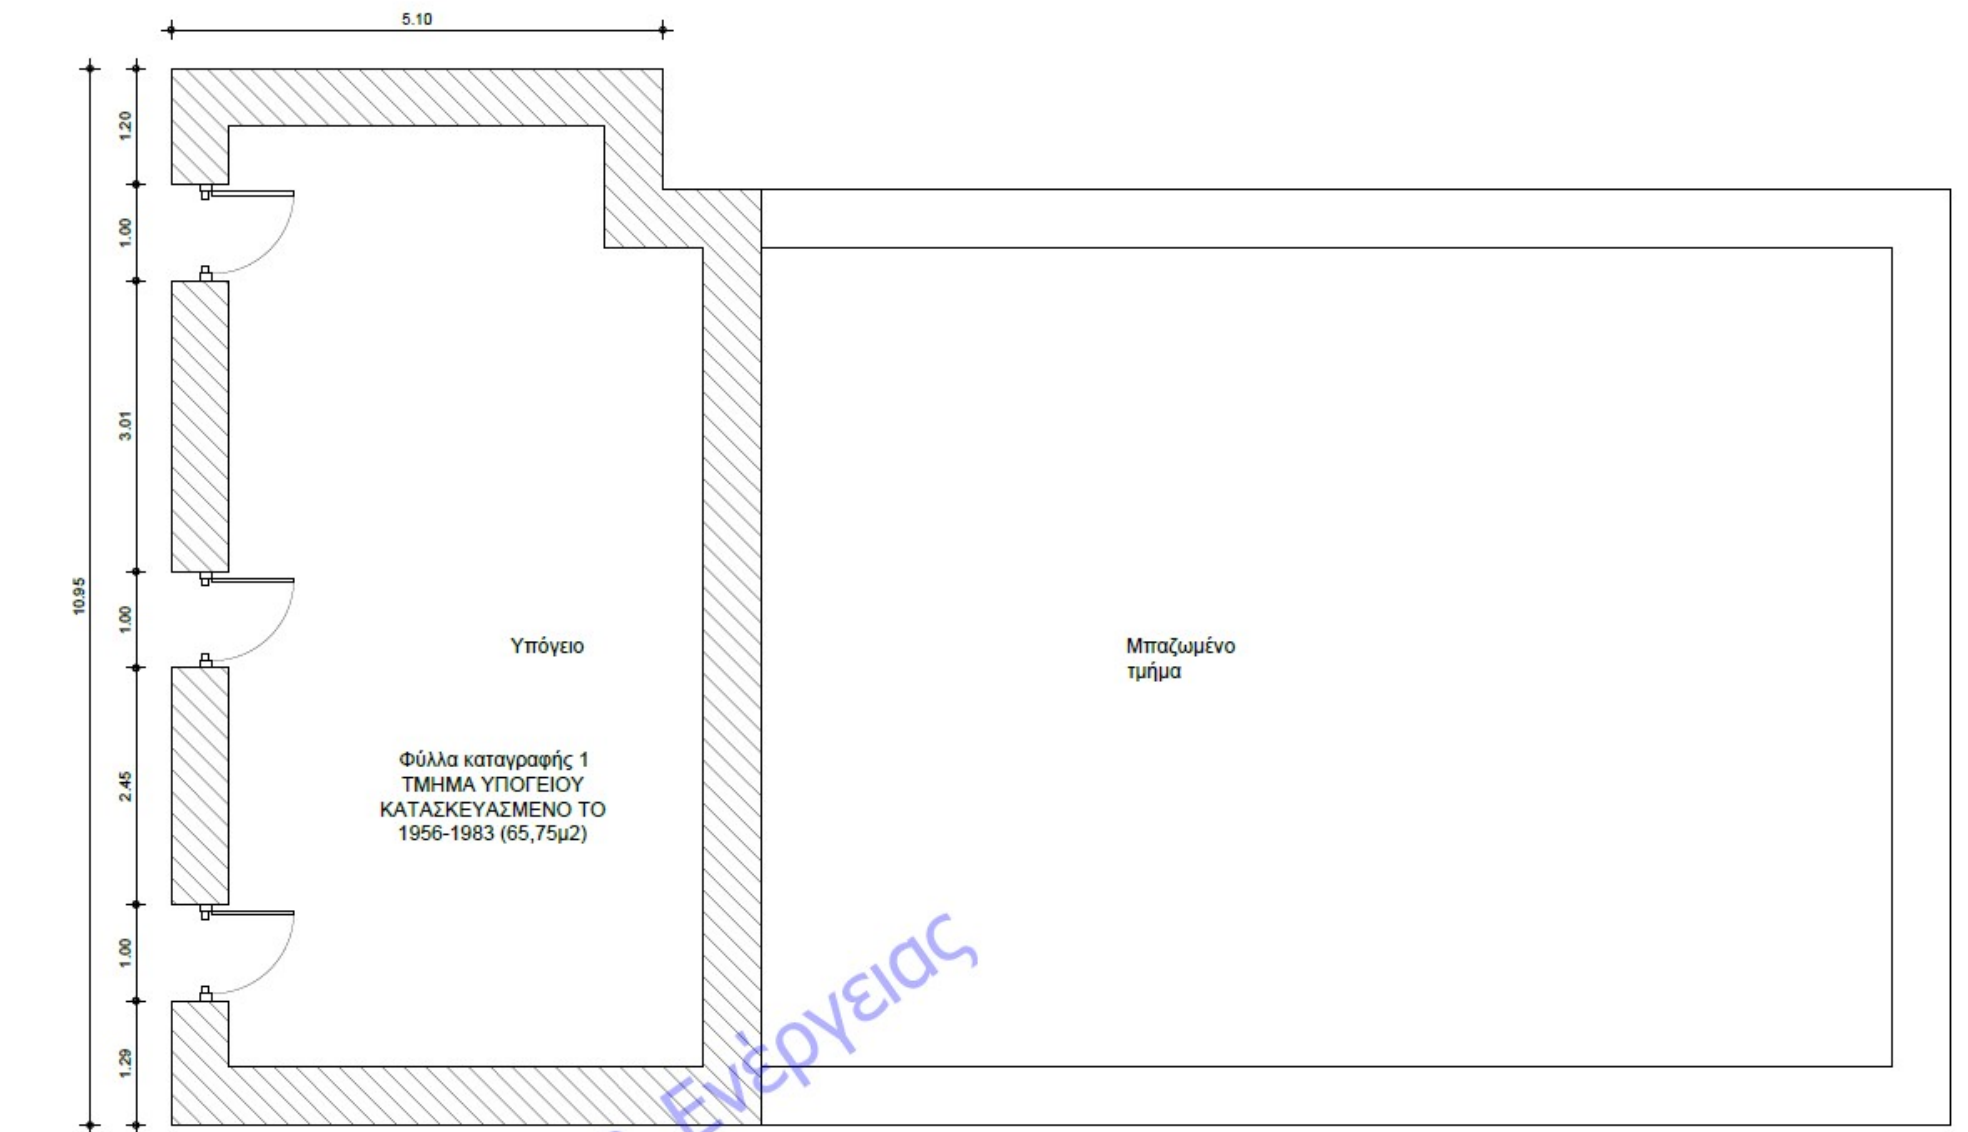 5.10
1.20
1.00
3.01
1.00
10.95
2.45
1.00
1.29
Υπόγειο
Φύλλα καταγραφής 1
ΤΜΗΜΑ ΥΠΟΓΕΙΟΥ
ΚΑΤΑΣΚΕΥΑΣΜΕΝΟ ΤΟ
1956-1983 (65,75μ2)
Μπαζωμένο
τμήμα
Ενέργειας